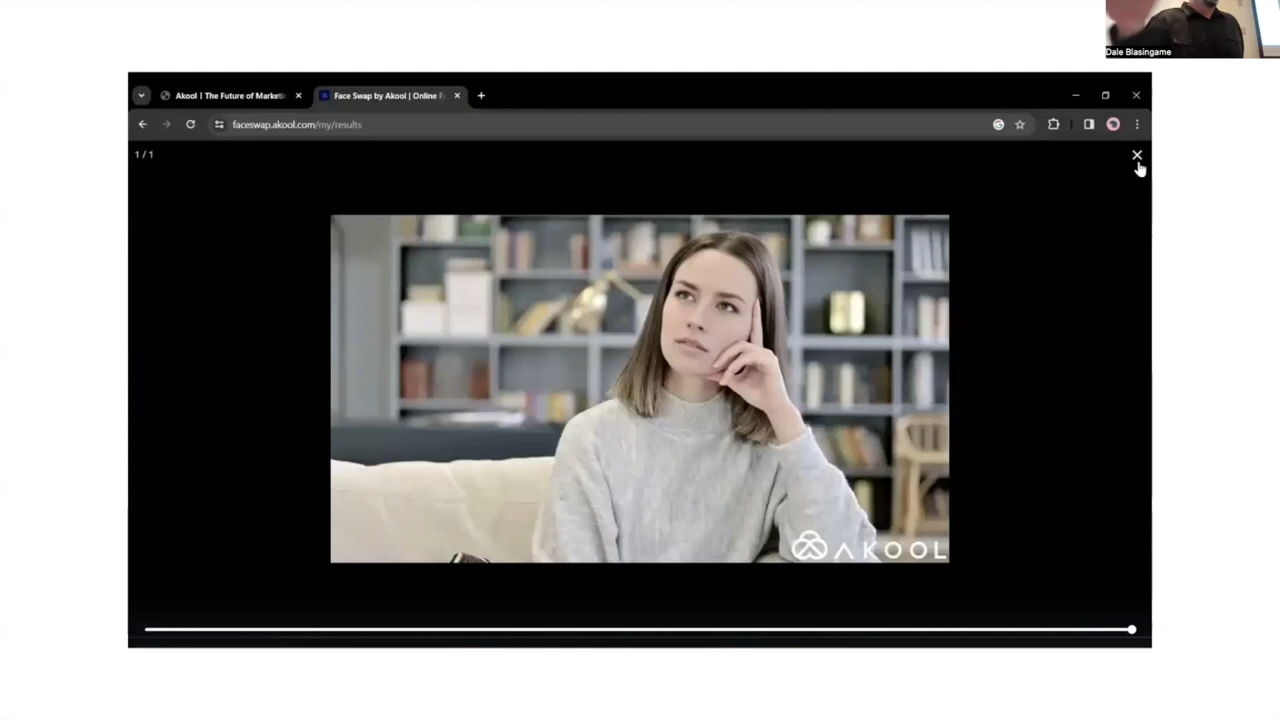 Dale Blasingame
Akool | The Future of Marketi
Face Swap by Akool | Online F
faceswap.akool.com/my/results
1 / 1
AKOOL